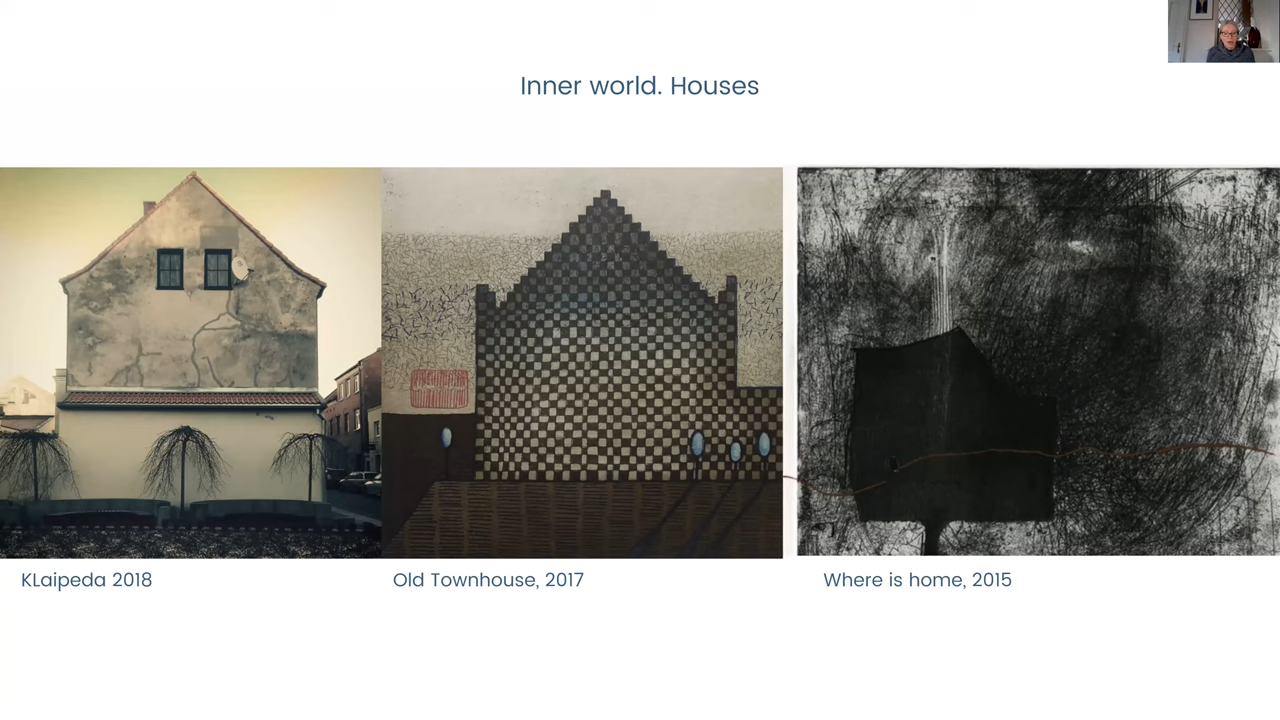 Inner world. Houses
KLaipeda 2018
Old Townhouse, 2017
Where is home, 2015